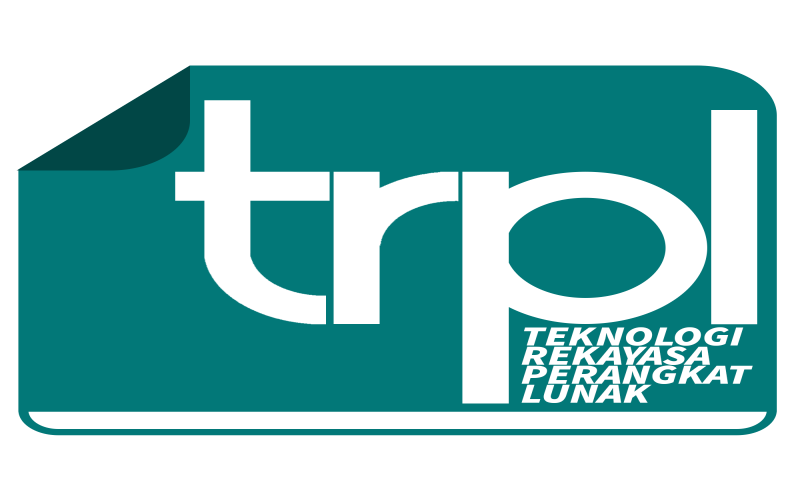 trpl
TEKNOLOGI
REKAYASA
PERANGKAT
LUNAK